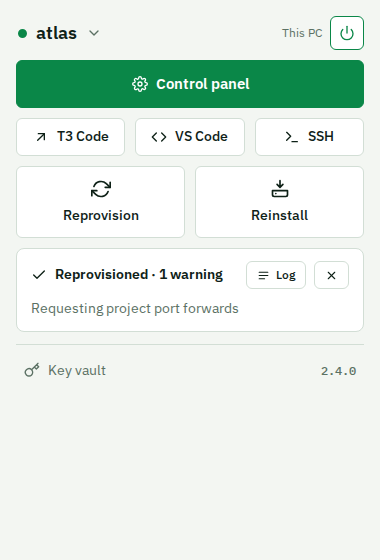 atlas
This PC
Control panel
T3 Code
VS Code
SSH
Reprovision
Reinstall
Reprovisioned · 1 warning
Log
Requesting project port forwards
Key vault
2.4.0